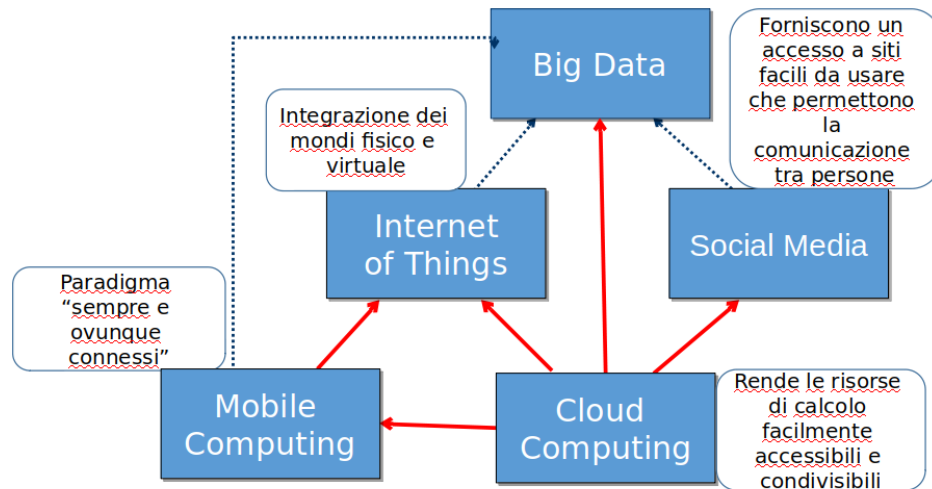 Big Data
Forniscono un
accesso a siti
facili da usare
che permettono
la
comunicazione
tra persone
Integrazione dei
mondi fisico e
virtuale
Internet
of Things
Social Media
Paradigma
“sempre e
ovunque
connessi”
Mobile
Computing
Cloud
Computing
Rende le risorse
di calcolo
facilmente
accessibili e
condivisibili